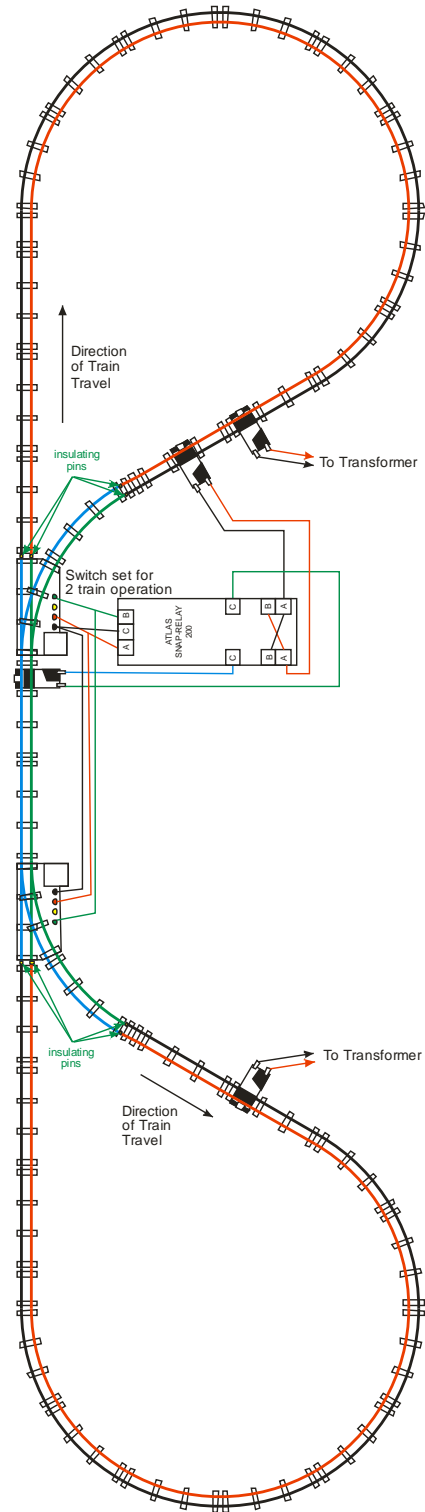 Direction
of Train
Travel
insulating
pins
To Transformer
Switch set for
2 train operation
B
C
A
ATLAS
SNAP-RELAY
200
C
B
A
C
B
A
insulating
pins
To Transformer
Direction
of Train
Travel